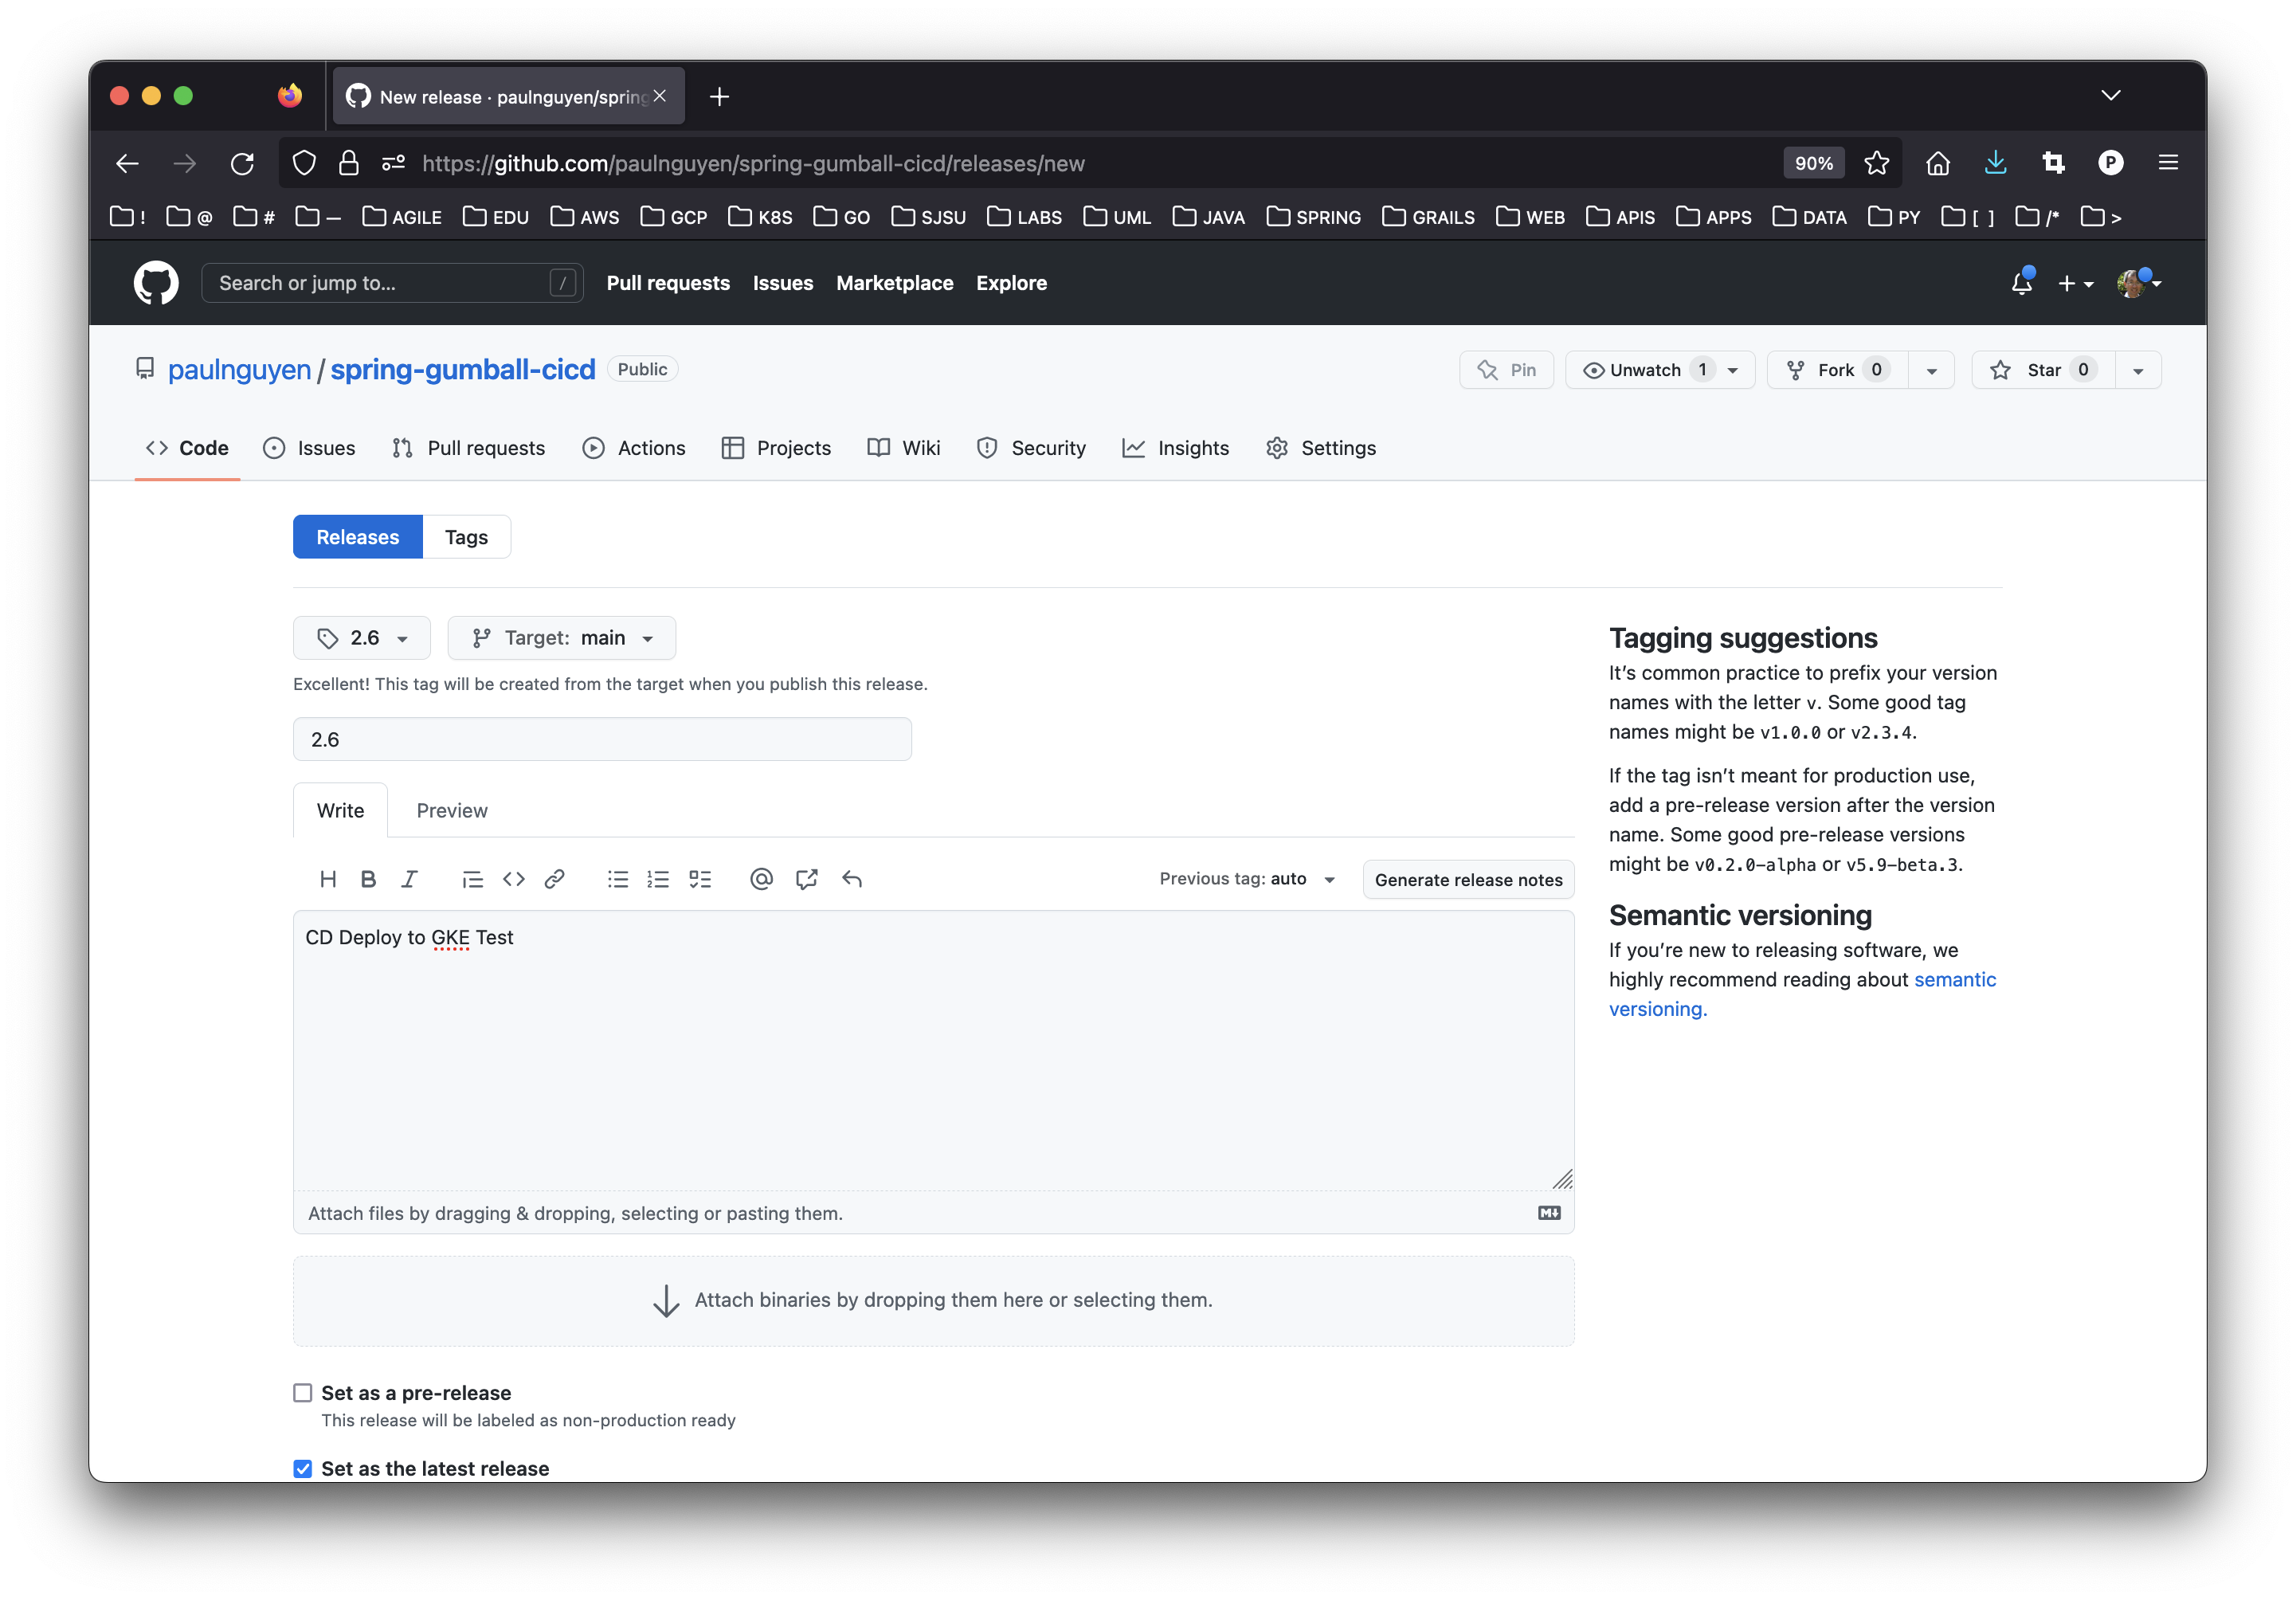 New release · paulnguyen/spring
https://github.com/paulnguyen/spring-gumball-cicd/releases/new
90%
P
! @ # — AGILE EDU AWS GCP K8S GO SJSU LABS UML JAVA SPRING GRAILS WEB APIS APPS DATA PY [ ] /* >
Search or jump to... /
Pull requests Issues Marketplace Explore
paulnguyen / spring-gumball-cicd Public
Pin Unwatch 1 Fork 0 Star 0
Code Issues Pull requests Actions Projects Wiki Security Insights Settings
Releases Tags
2.6 Target: main
Excellent! This tag will be created from the target when you publish this release.
2.6
Write Preview
H B I
Previous tag: auto Generate release notes
CD Deploy to GKE Test
Attach files by dragging & dropping, selecting or pasting them.
Attach binaries by dropping them here or selecting them.
Set as a pre-release
This release will be labeled as non-production ready
Set as the latest release
Tagging suggestions
It’s common practice to prefix your version
names with the letter v. Some good tag
names might be v1.0.0 or v2.3.4.
If the tag isn’t meant for production use,
add a pre-release version after the version
name. Some good pre-release versions
might be v0.2.0-alpha or v5.9-beta.3.
Semantic versioning
If you’re new to releasing software, we
highly recommend reading about semantic
versioning.